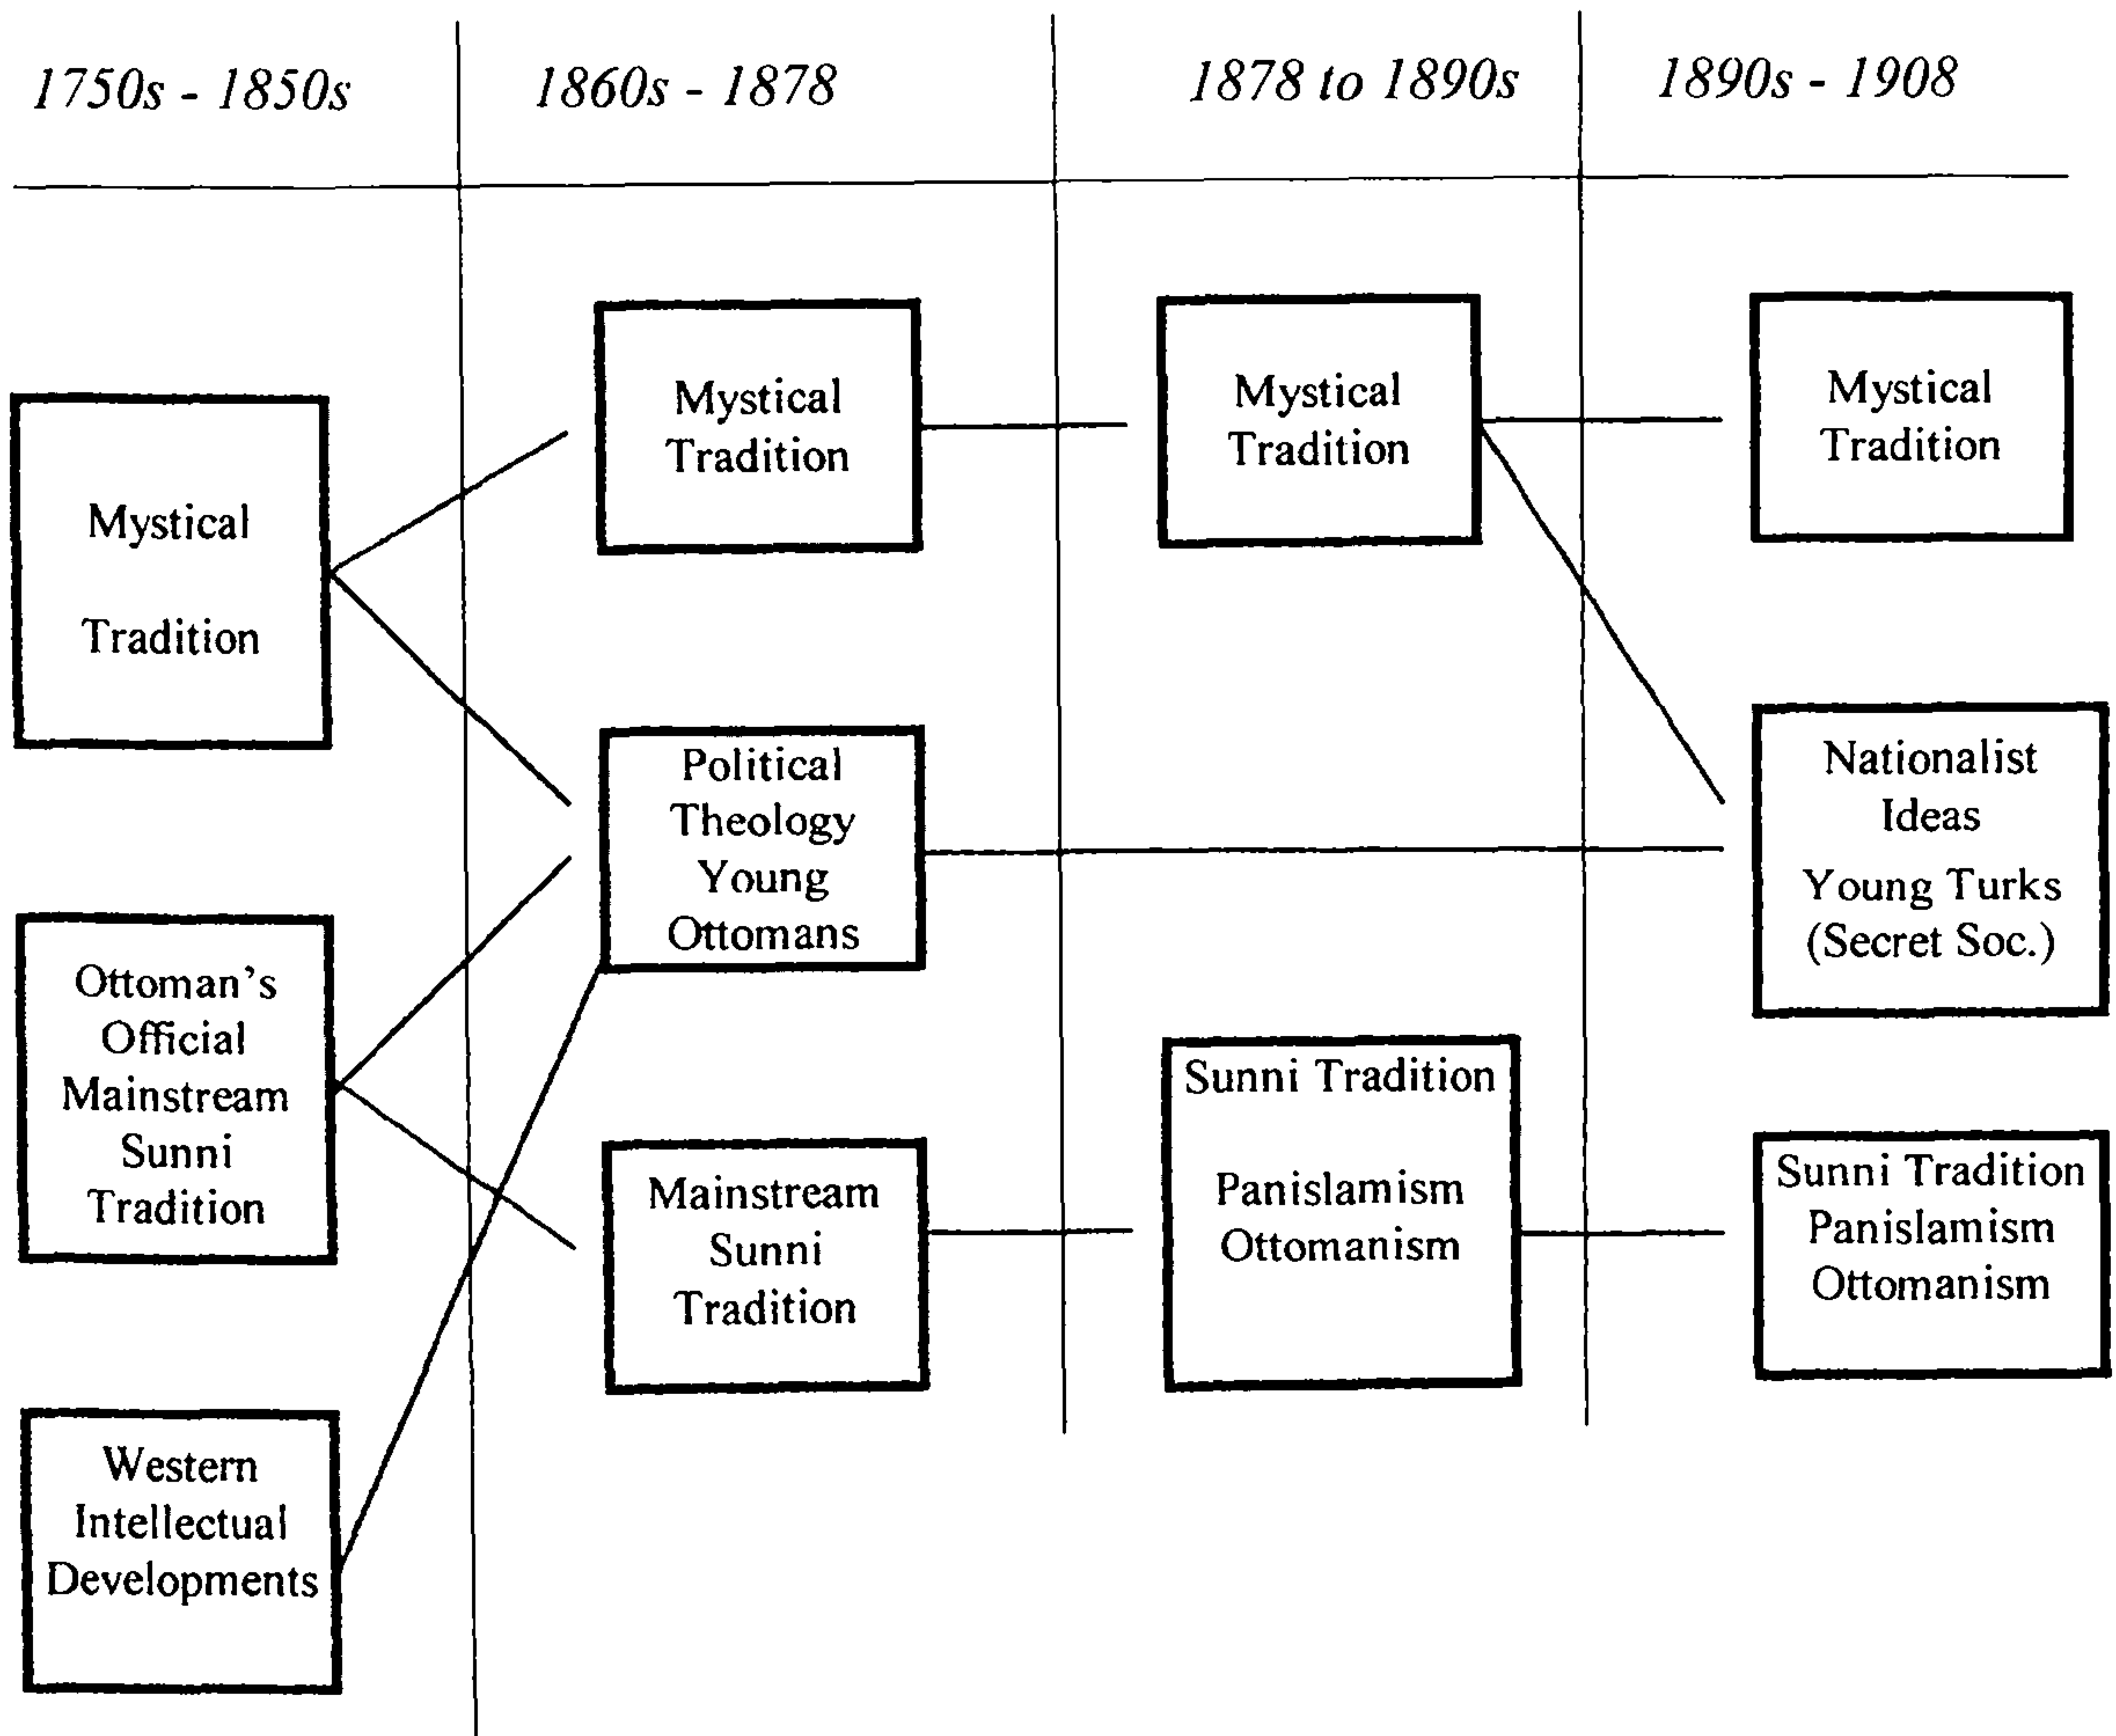 1750s - 1850s
1860s - 1878
1878 to 1890s
1890s - 1908
Mystical
Tradition
Ottoman's
Official
Mainstream
Sunni
Tradition
Western
Intellectual
Developments
Mystical
Tradition
Political
Theology
Young
Ottomans
Mainstream
Sunni
Tradition
Mystical
Tradition
Sunni Tradition
Panislamism
Ottomanism
Mystical
Tradition
Nationalist
Ideas
Young Turks
(Secret Soc.)
Sunni Tradition
Panislamism
Ottomanism